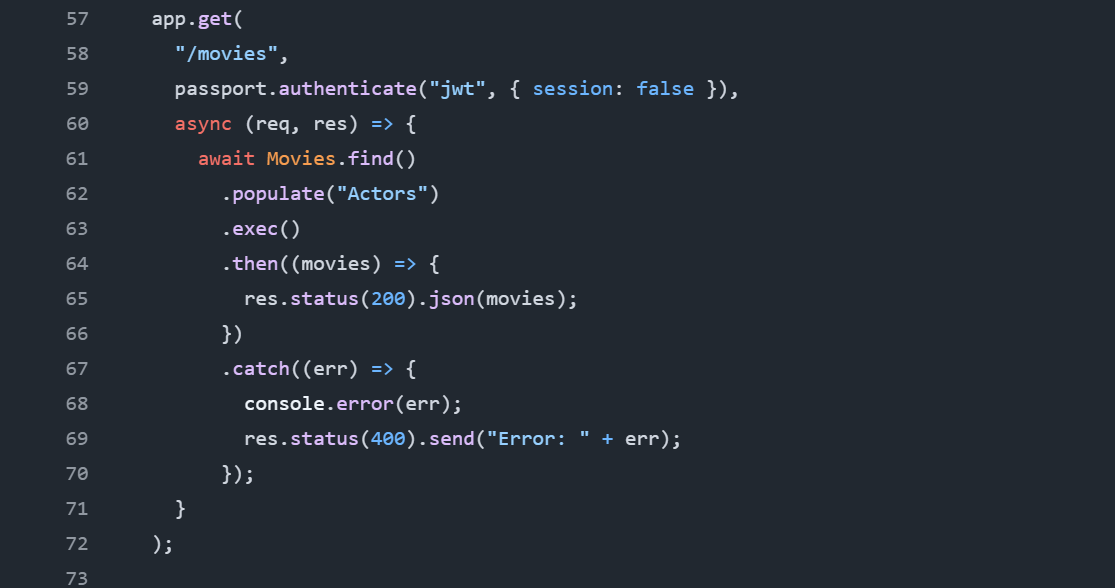 57 app.get(
58 "/movies",
59 passport.authenticate("jwt", { session: false }),
60 async (req, res) => {
61 await Movies.find()
62 .populate("Actors")
63 .exec()
64 .then((movies) => {
65 res.status(200).json(movies);
66 })
67 .catch((err) => {
68 console.error(err);
69 res.status(400).send("Error: " + err);
70 });
71 }
72 );
73